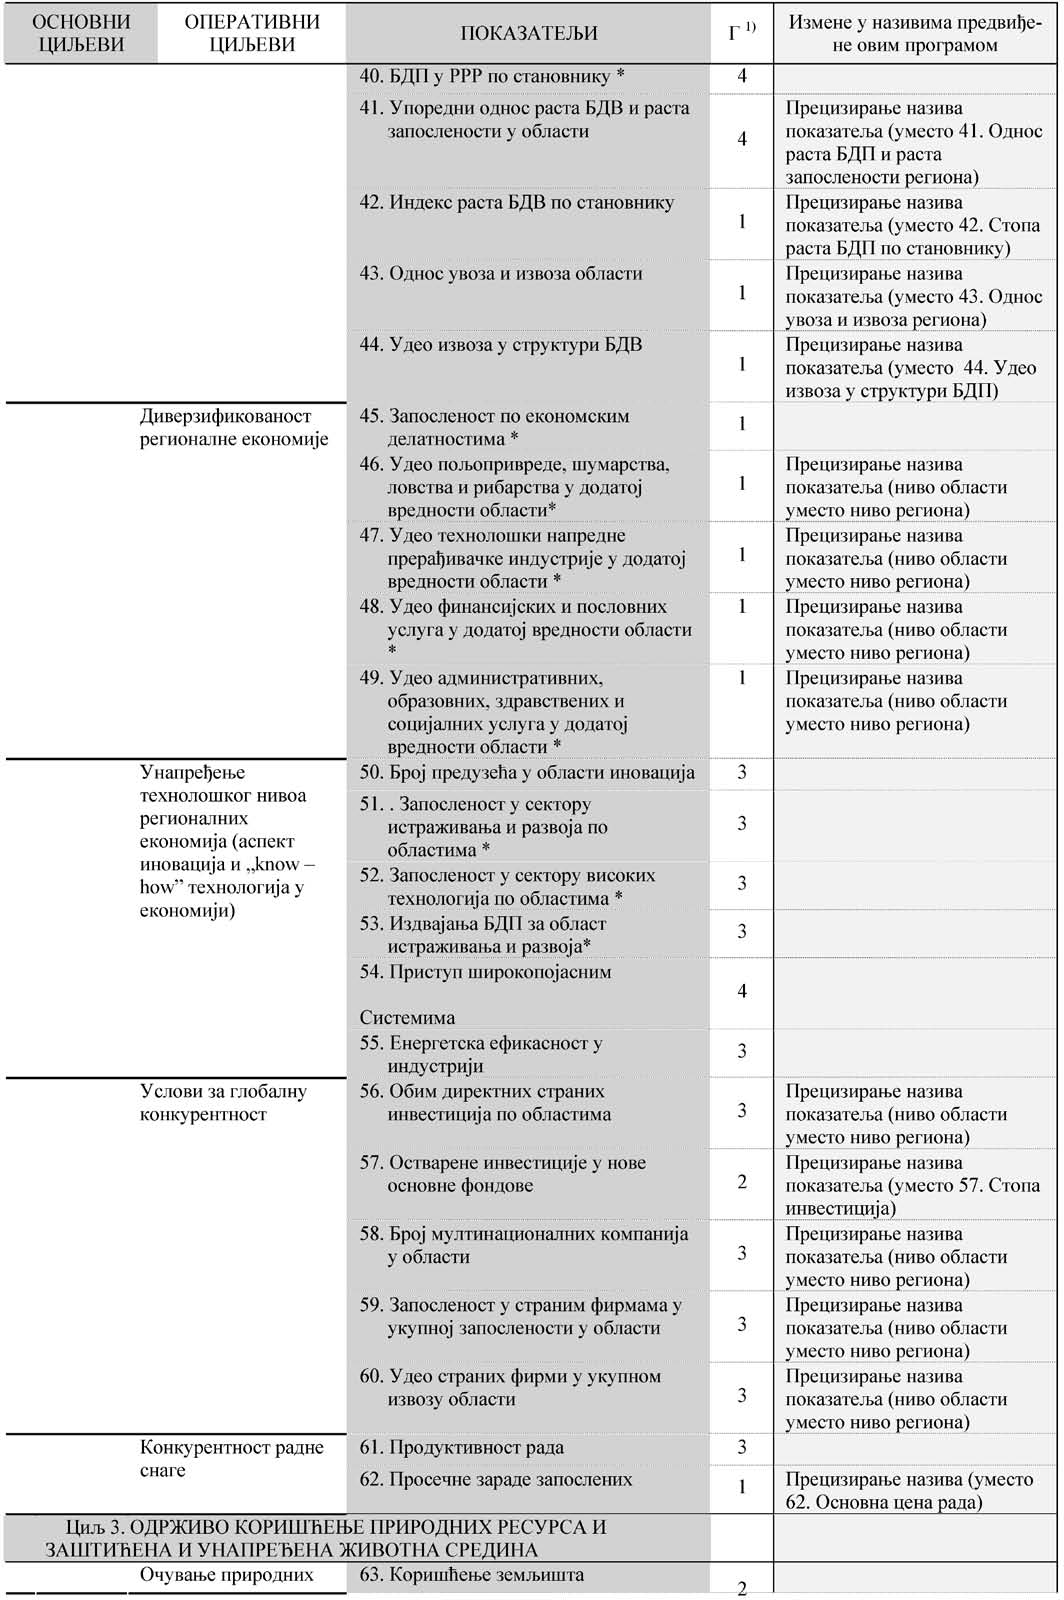 ОСНОВНИ
ЦИЉЕВИ
ОПЕРАТИВНИ
ЦИЉЕВИ
ПОКАЗАТЕЉИ
Г 1)
Измене у називима предвиђе-
не овим програмом
40. БДП у РРР по становнику *
4
41. Упоредни однос раста БДВ и раста
запослености у области
4
Прецизирање назива
показатеља (уместо 41. Однос
раста БДП и раста
запослености региона)
42. Индекс раста БДВ по становнику
1
Прецизирање назива
показатеља (уместо 42. Стопа
раста БДП по становнику)
43. Однос увоза и извоза области
1
Прецизирање назива
показатеља (уместо 43. Однос
увоза и извоза региона)
44. Удео извоза у структури БДВ
1
Прецизирање назива
показатеља (уместо  44. Удео
извоза у структури БДП)
Диверзификованост
регионалне економије
45. Запосленост по економским
делатностима *
1
46. Удео пољопривреде, шумарства,
ловства и рибарства у додатој
вредности области*
1
Прецизирање назива
показатеља (ниво области
уместо ниво региона)
47. Удео технолошки напредне
прерађивачке индустрије у додатој
вредности области *
1
Прецизирање назива
показатеља (ниво области
уместо ниво региона)
48. Удео финансијских и пословних
услуга у додатој вредности области
*
1
Прецизирање назива
показатеља (ниво области
уместо ниво региона)
49. Удео административних,
образовних, здравствених и
социјалних услуга у додатој
вредности области *
1
Прецизирање назива
показатеља (ниво области
уместо ниво региона)
Унапређење
технолошког нивоа
регионалних
економија (аспект
иновација и „know –
how” технологија у
економији)
50. Број предузећа у области иновација
3
51. . Запосленост у сектору
истраживања и развоја по
областима *
3
52. Запосленост у сектору високих
технологија по областима *
3
53. Издвајања БДП за област
истраживања и развоја*
3
54. Приступ широкопојасним
Системима
4
55. Енергетска ефикасност у
индустрији
3
Услови за глобалну
конкурентност
56. Обим директних страних
инвестиција по областима
3
Прецизирање назива
показатеља (ниво области
уместо ниво региона)
57. Остварене инвестиције у нове
основне фондове
2
Прецизирање назива
показатеља (уместо 57. Стопа
инвестиција)
58. Број мултинационалних компанија
у области
3
Прецизирање назива
показатеља (ниво области
уместо ниво региона)
59. Запосленост у страним фирмама у
укупној запослености у области
3
Прецизирање назива
показатеља (ниво области
уместо ниво региона)
60. Удео страних фирми у укупном
извозу области
3
Прецизирање назива
показатеља (ниво области
уместо ниво региона)
Конкурентност радне
снаге
61. Продуктивност рада
3
62. Просечне зараде запослених
1
Прецизирање назива (уместо
62. Основна цена рада)
Циљ 3. ОДРЖИВО КОРИШЋЕЊЕ ПРИРОДНИХ РЕСУРСА И
ЗАШТИЋЕНА И УНАПРЕЂЕНА ЖИВОТНА СРЕДИНА
Очување природних
63. Коришћење земљишта
2